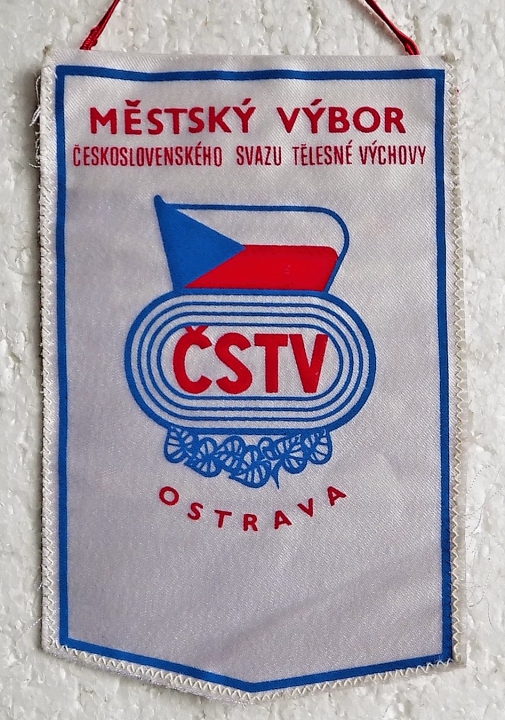 MĚSTSKÝ VÝBOR
ČESKOSLOVENSKÉHO SVAZU TĚLESNÉ VÝCHOVY
ČSTV
OSTRAVA